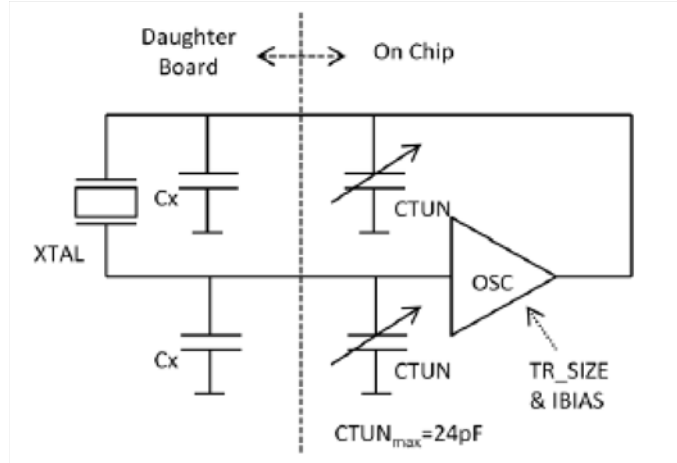 Daughter
Board
On Chip
Cx
CTUN
XTAL
OSC
Cx
CTUN
TR_SIZE
& IBIAS
CTUNmax=24pF